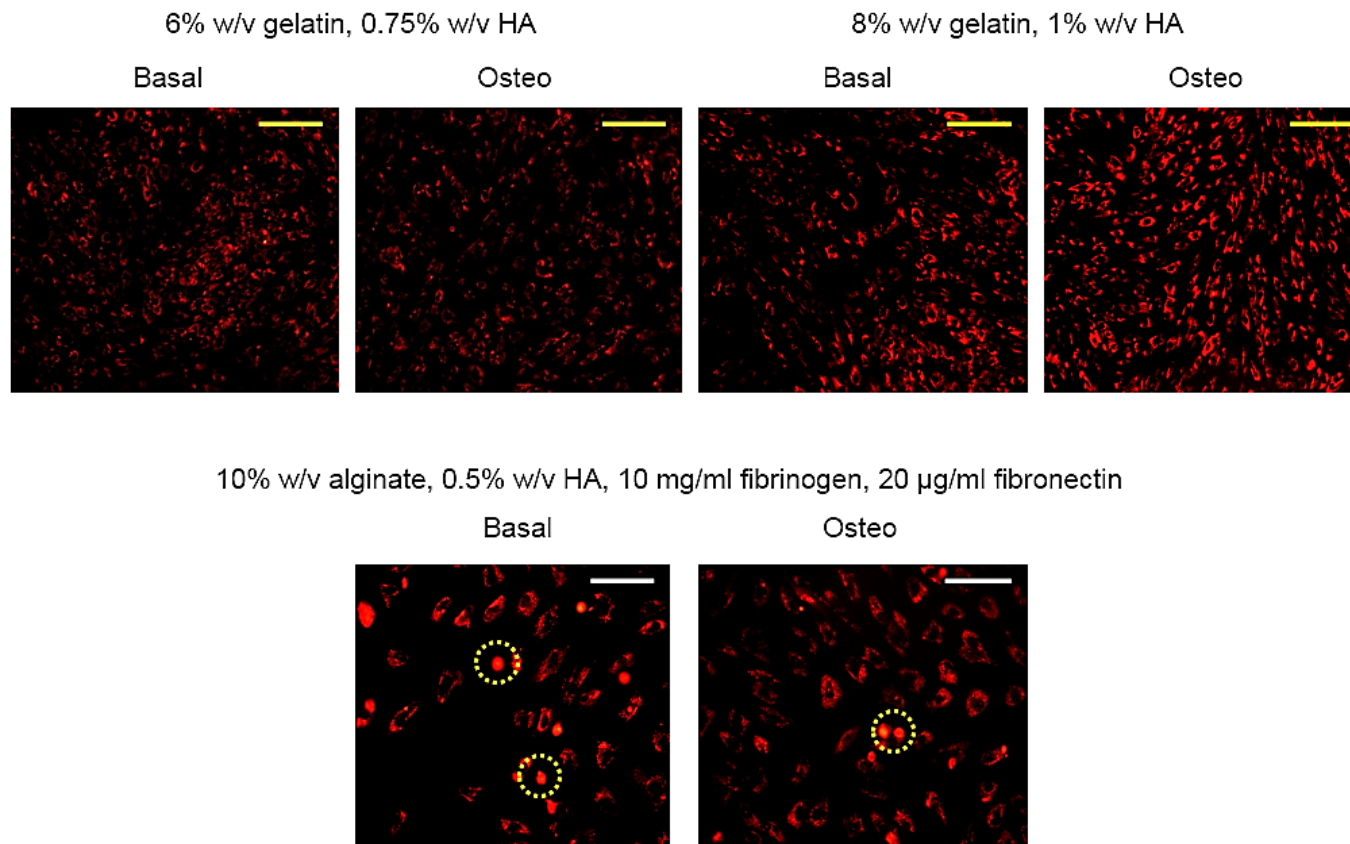 6% w/v gelatin, 0.75% w/v HA
8% w/v gelatin, 1% w/v HA
Basal
Osteo
Basal
Osteo
10% w/v alginate, 0.5% w/v HA, 10 mg/ml fibrinogen, 20 µg/ml fibronectin
Basal
Osteo